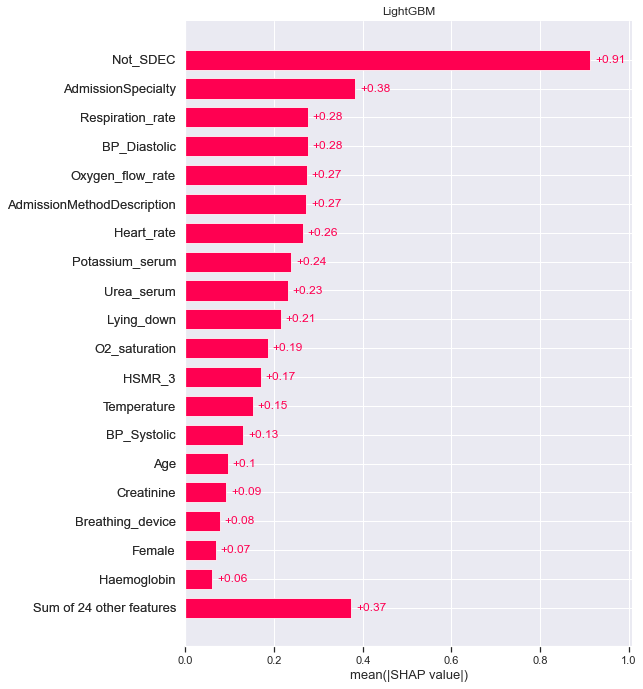 LightGBM
Not_SDEC +0.91
AdmissionSpecialty +0.38
Respiration_rate +0.28
BP_Diastolic +0.28
Oxygen_flow_rate +0.27
AdmissionMethodDescription +0.27
Heart_rate +0.26
Potassium_serum +0.24
Urea_serum +0.23
Lying_down +0.21
O2_saturation +0.19
HSMR_3 +0.17
Temperature +0.15
BP_Systolic +0.13
Age +0.1
Creatinine +0.09
Breathing_device +0.08
Female +0.07
Haemoglobin +0.06
Sum of 24 other features +0.37
0.0 0.2 0.4 0.6 0.8 1.0
mean(|SHAP value|)